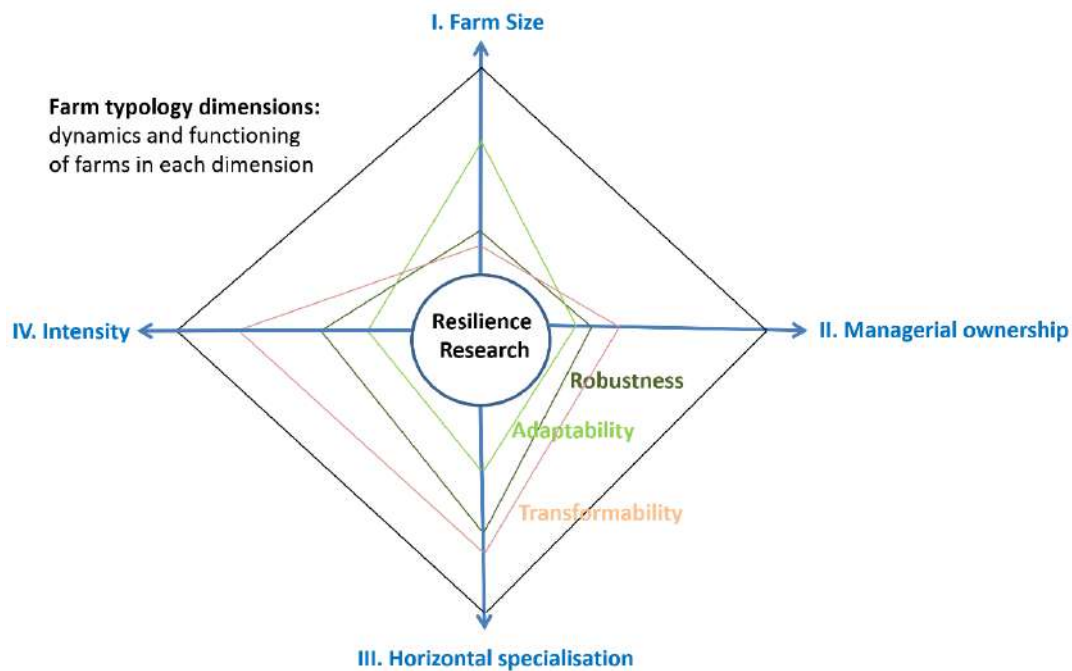 I. Farm Size
Farm typology dimensions:
dynamics and functioning
of farms in each dimension
IV. Intensity
Resilience
Research
II. Managerial ownership
Robustness
Adaptability
Transformability
III. Horizontal specialisation